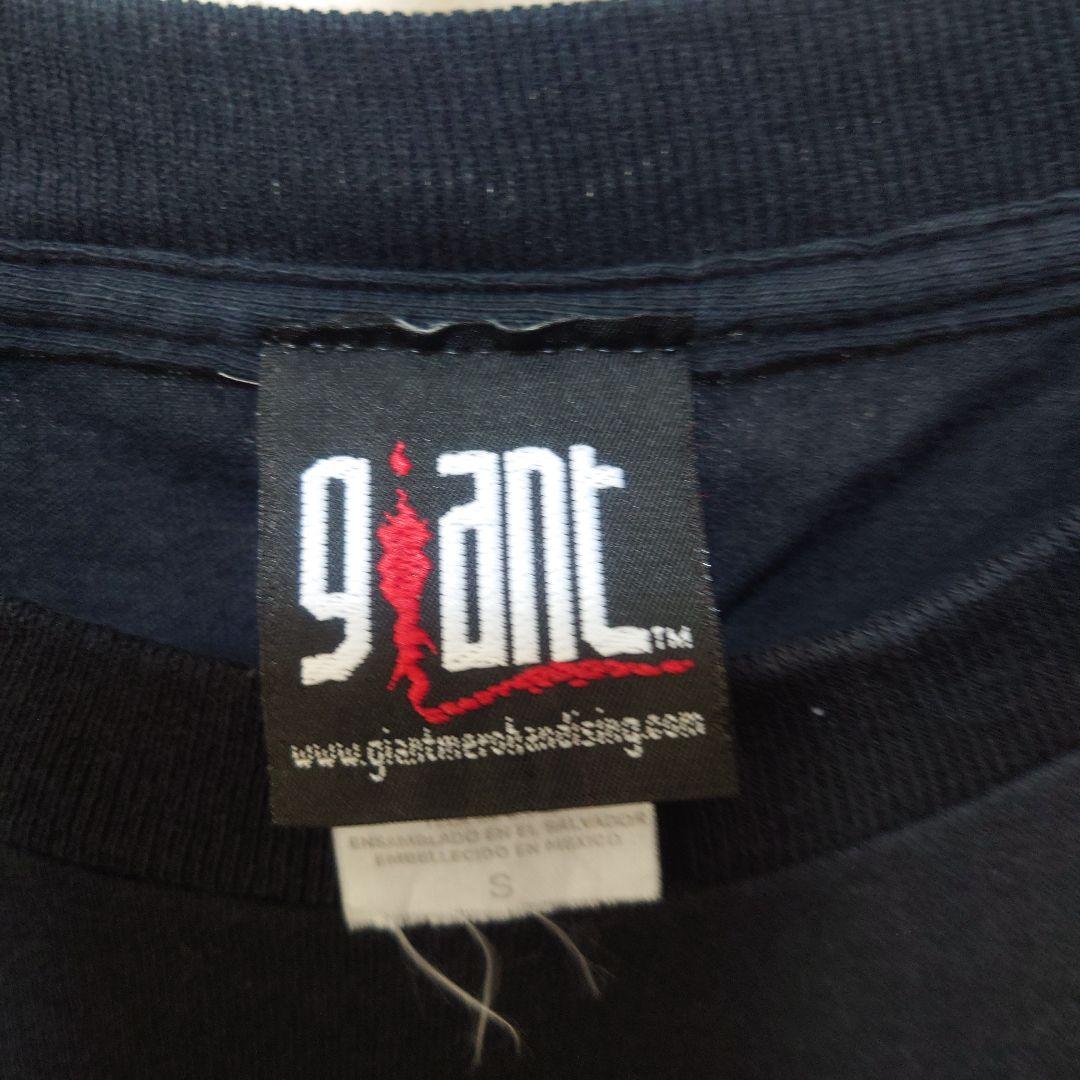 giant™
www.giantmerchandising.com
ENSAMBLADO EN EL SALVADOR
EMBELLECIDO EN MEXICO
S